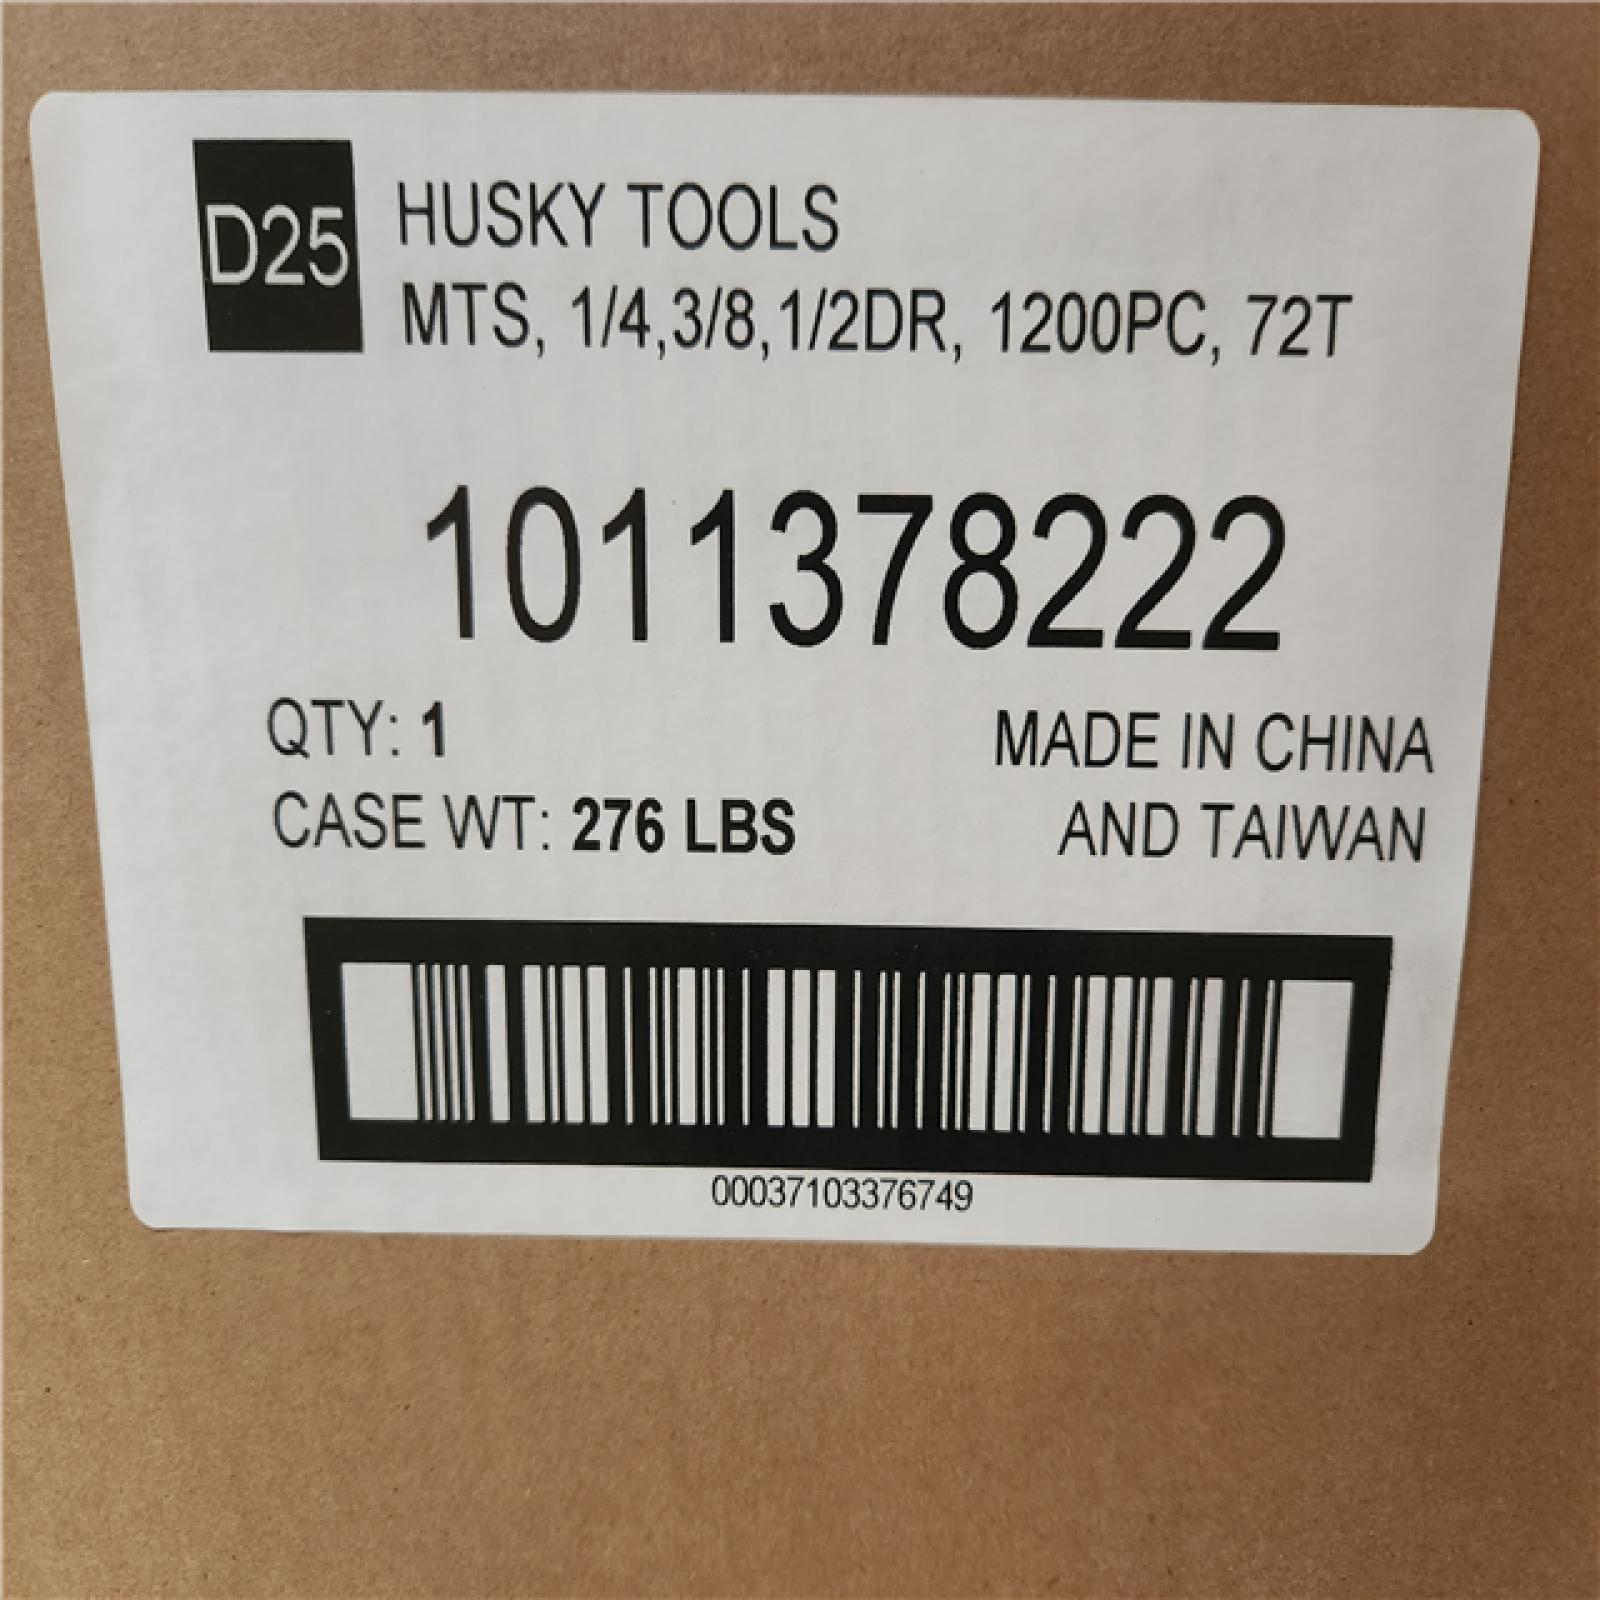 D25
HUSKY TOOLS
MTS, 1/4,3/8,1/2DR, 1200PC, 72T
1011378222
QTY: 1
CASE WT: 276 LBS
MADE IN CHINA
AND TAIWAN
00037103376749